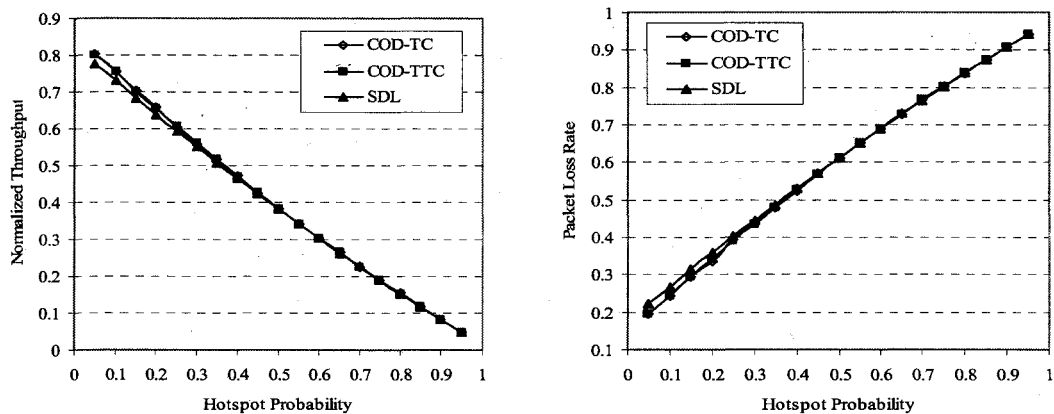 0.9
0.8
0.7
0.6
0.5
0.4
0.3
0.2
0.1
0
Normalized Throughput
COD-TC
COD-TTC
SDL
0 0.1 0.2 0.3 0.4 0.5 0.6 0.7 0.8 0.9 1
Hotspot Probability
1
0.9
0.8
0.7
0.6
0.5
0.4
0.3
0.2
0.1
Packet Loss Rate
COD-TC
COD-TTC
SDL
0 0.1 0.2 0.3 0.4 0.5 0.6 0.7 0.8 0.9 1
Hotspot Probability